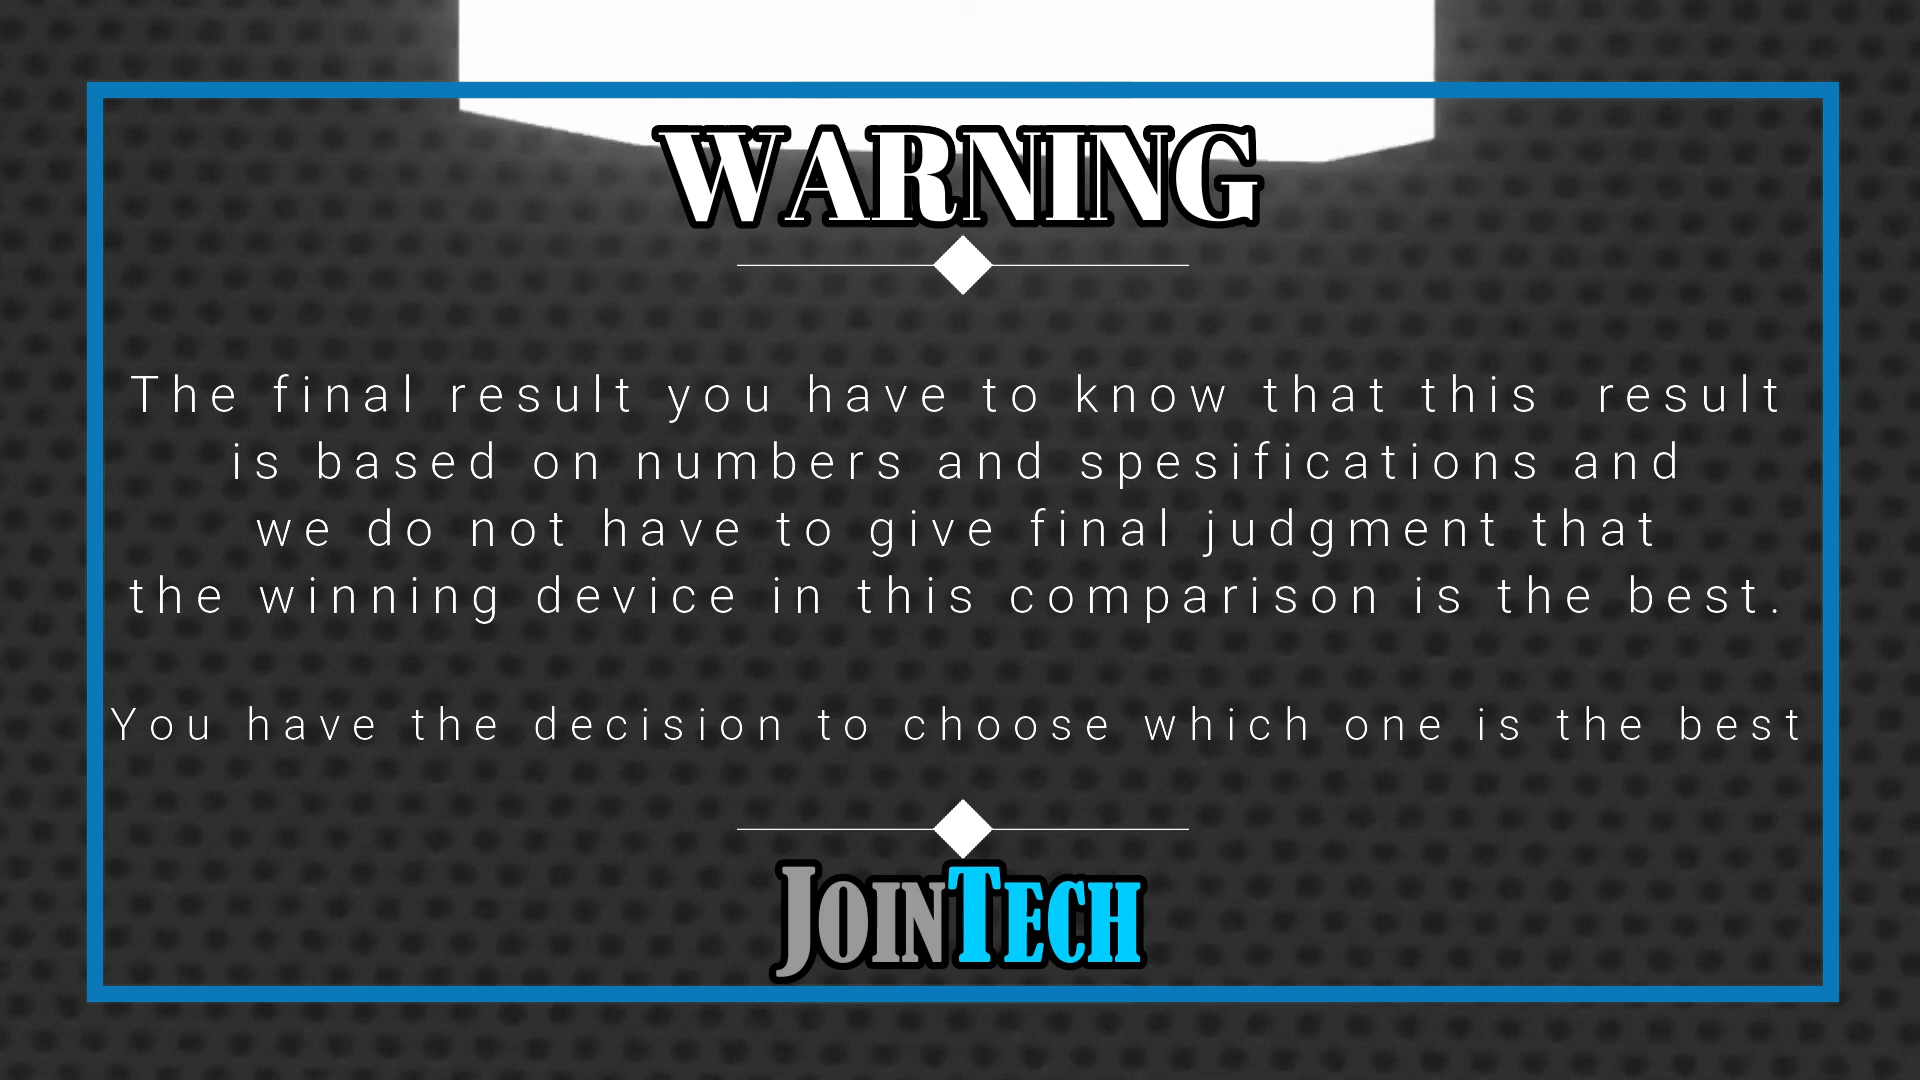 WARNING
The final result you have to know that this  result
is based on numbers and spesifications and
we do not have to give final judgment that
the winning device in this comparison is the best.
You have the decision to choose which one is the best
JOINTECH